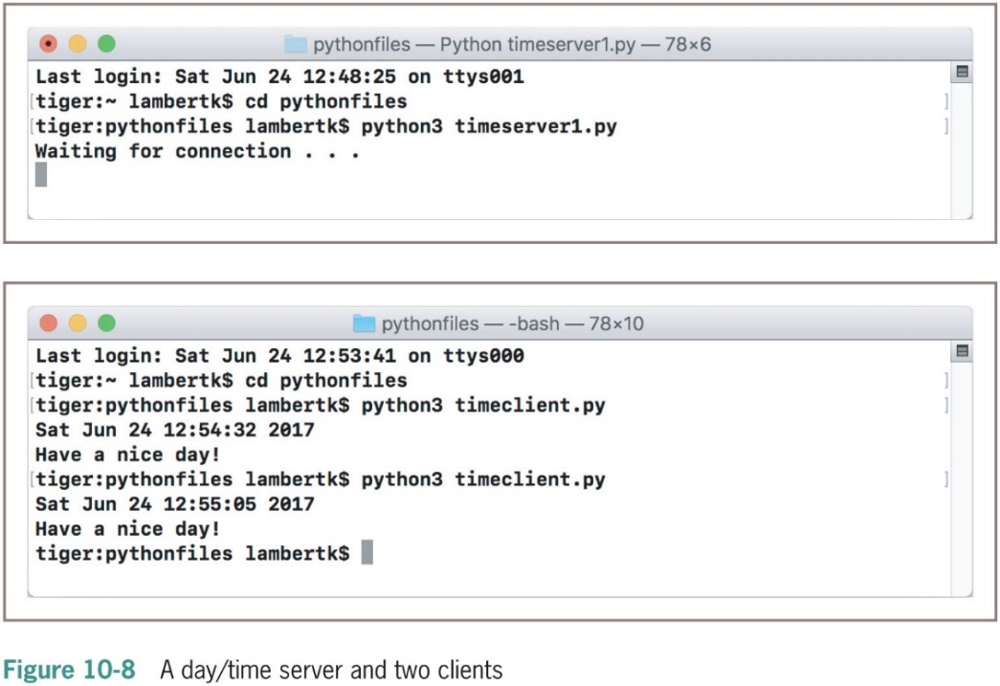 pythonfiles — Python timeserver1.py — 78×6
Last login: Sat Jun 24 12:48:25 on ttys001
[tiger:~ lambertk$ cd pythonfiles ]
[tiger:pythonfiles lambertk$ python3 timeserver1.py ]
Waiting for connection . . .
pythonfiles — -bash — 78×10
Last login: Sat Jun 24 12:53:41 on ttys000
[tiger:~ lambertk$ cd pythonfiles ]
[tiger:pythonfiles lambertk$ python3 timeclient.py ]
Sat Jun 24 12:54:32 2017
Have a nice day!
[tiger:pythonfiles lambertk$ python3 timeclient.py ]
Sat Jun 24 12:55:05 2017
Have a nice day!
tiger:pythonfiles lambertk$
Figure 10-8 A day/time server and two clients